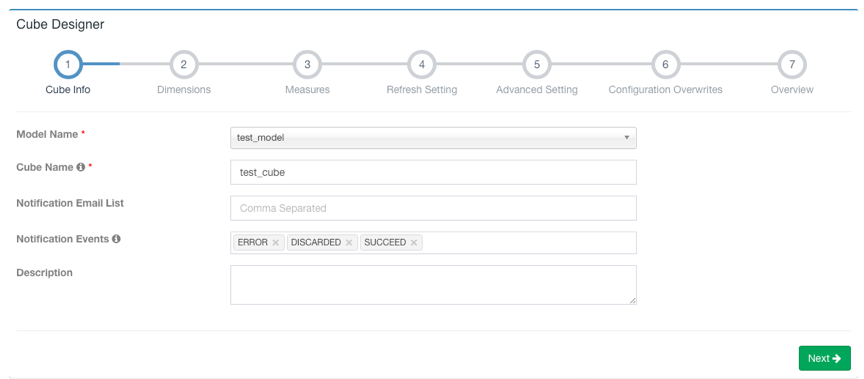 Cube Designer
1 2 3 4 5 6 7
Cube Info Dimensions Measures Refresh Setting Advanced Setting Configuration Overwrites Overview
Model Name * test_model
Cube Name * test_cube
Notification Email List Comma Separated
Notification Events ERROR × DISCARDED × SUCCEED ×
Description
Next